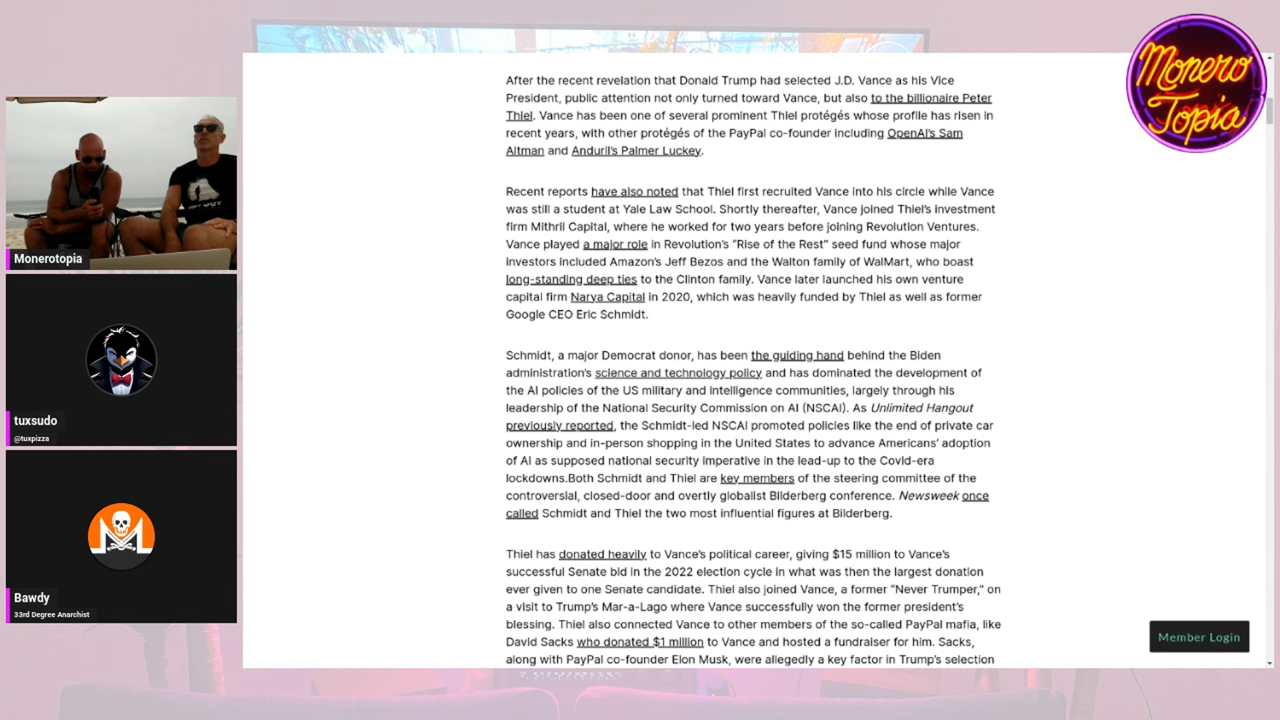 Monero
Topia
After the recent revelation that Donald Trump had selected J.D. Vance as his Vice
President, public attention not only turned toward Vance, but also to the billionaire Peter
Thiel. Vance has been one of several prominent Thiel protégés whose profile has risen in
recent years, with other protégés of the PayPal co-founder including OpenAI's Sam
Altman and Anduril's Palmer Luckey.
Recent reports have also noted that Thiel first recruited Vance into his circle while Vance
was still a student at Yale Law School. Shortly thereafter, Vance joined Thiel's investment
firm Mithril Capital, where he worked for two years before joining Revolution Ventures.
Vance played a major role in Revolution's "Rise of the Rest" seed fund whose major
investors included Amazon's Jeff Bezos and the Walton family of WalMart, who boast
long-standing deep ties to the Clinton family. Vance later launched his own venture
capital firm Narya Capital in 2020, which was heavily funded by Thiel as well as former
Google CEO Eric Schmidt.
Schmidt, a major Democrat donor, has been the guiding hand behind the Biden
administration's science and technology policy and has dominated the development of
the AI policies of the US military and intelligence communities, largely through his
leadership of the National Security Commission on AI (NSCAI). As Unlimited Hangout
previously reported, the Schmidt-led NSCAI promoted policies like the end of private car
ownership and in-person shopping in the United States to advance Americans' adoption
of AI as supposed national security imperative in the lead-up to the Covid-era
lockdowns.Both Schmidt and Thiel are key members of the steering committee of the
controversial, closed-door and overtly globalist Bilderberg conference. Newsweek once
called Schmidt and Thiel the two most influential figures at Bilderberg.
Thiel has donated heavily to Vance's political career, giving $15 million to Vance's
successful Senate bid in the 2022 election cycle in what was then the largest donation
ever given to one Senate candidate. Thiel also joined Vance, a former "Never Trumper," on
a visit to Trump's Mar-a-Lago where Vance successfully won the former president's
blessing. Thiel also connected Vance to other members of the so-called PayPal mafia, like
David Sacks who donated $1 million to Vance and hosted a fundraiser for him. Sacks,
along with PayPal co-founder Elon Musk, were allegedly a key factor in Trump's selection
Member Login
Monerotopia
tuxsudo
@tuxpizza
Bawdy
33rd Degree Anarchist